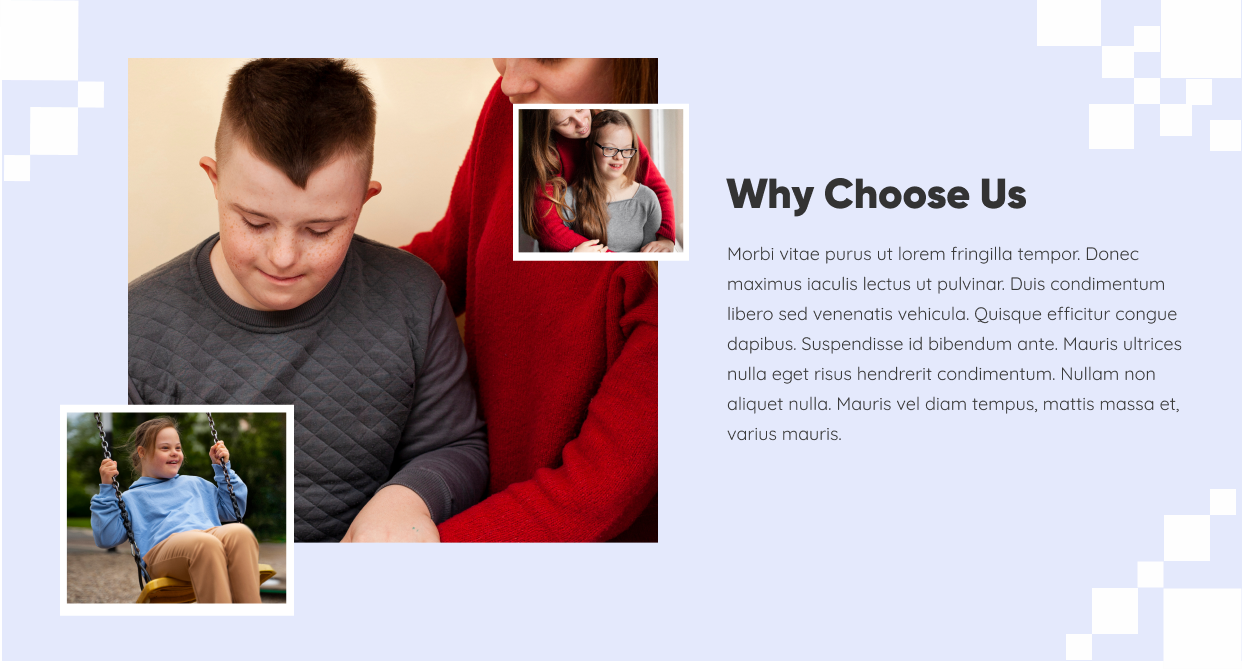 Why Choose Us
Morbi vitae purus ut lorem fringilla tempor. Donec
maximus iaculis lectus ut pulvinar. Duis condimentum
libero sed venenatis vehicula. Quisque efficitur congue
dapibus. Suspendisse id bibendum ante. Mauris ultrices
nulla eget risus hendrerit condimentum. Nullam non
aliquet nulla. Mauris vel diam tempus, mattis massa et,
varius mauris.